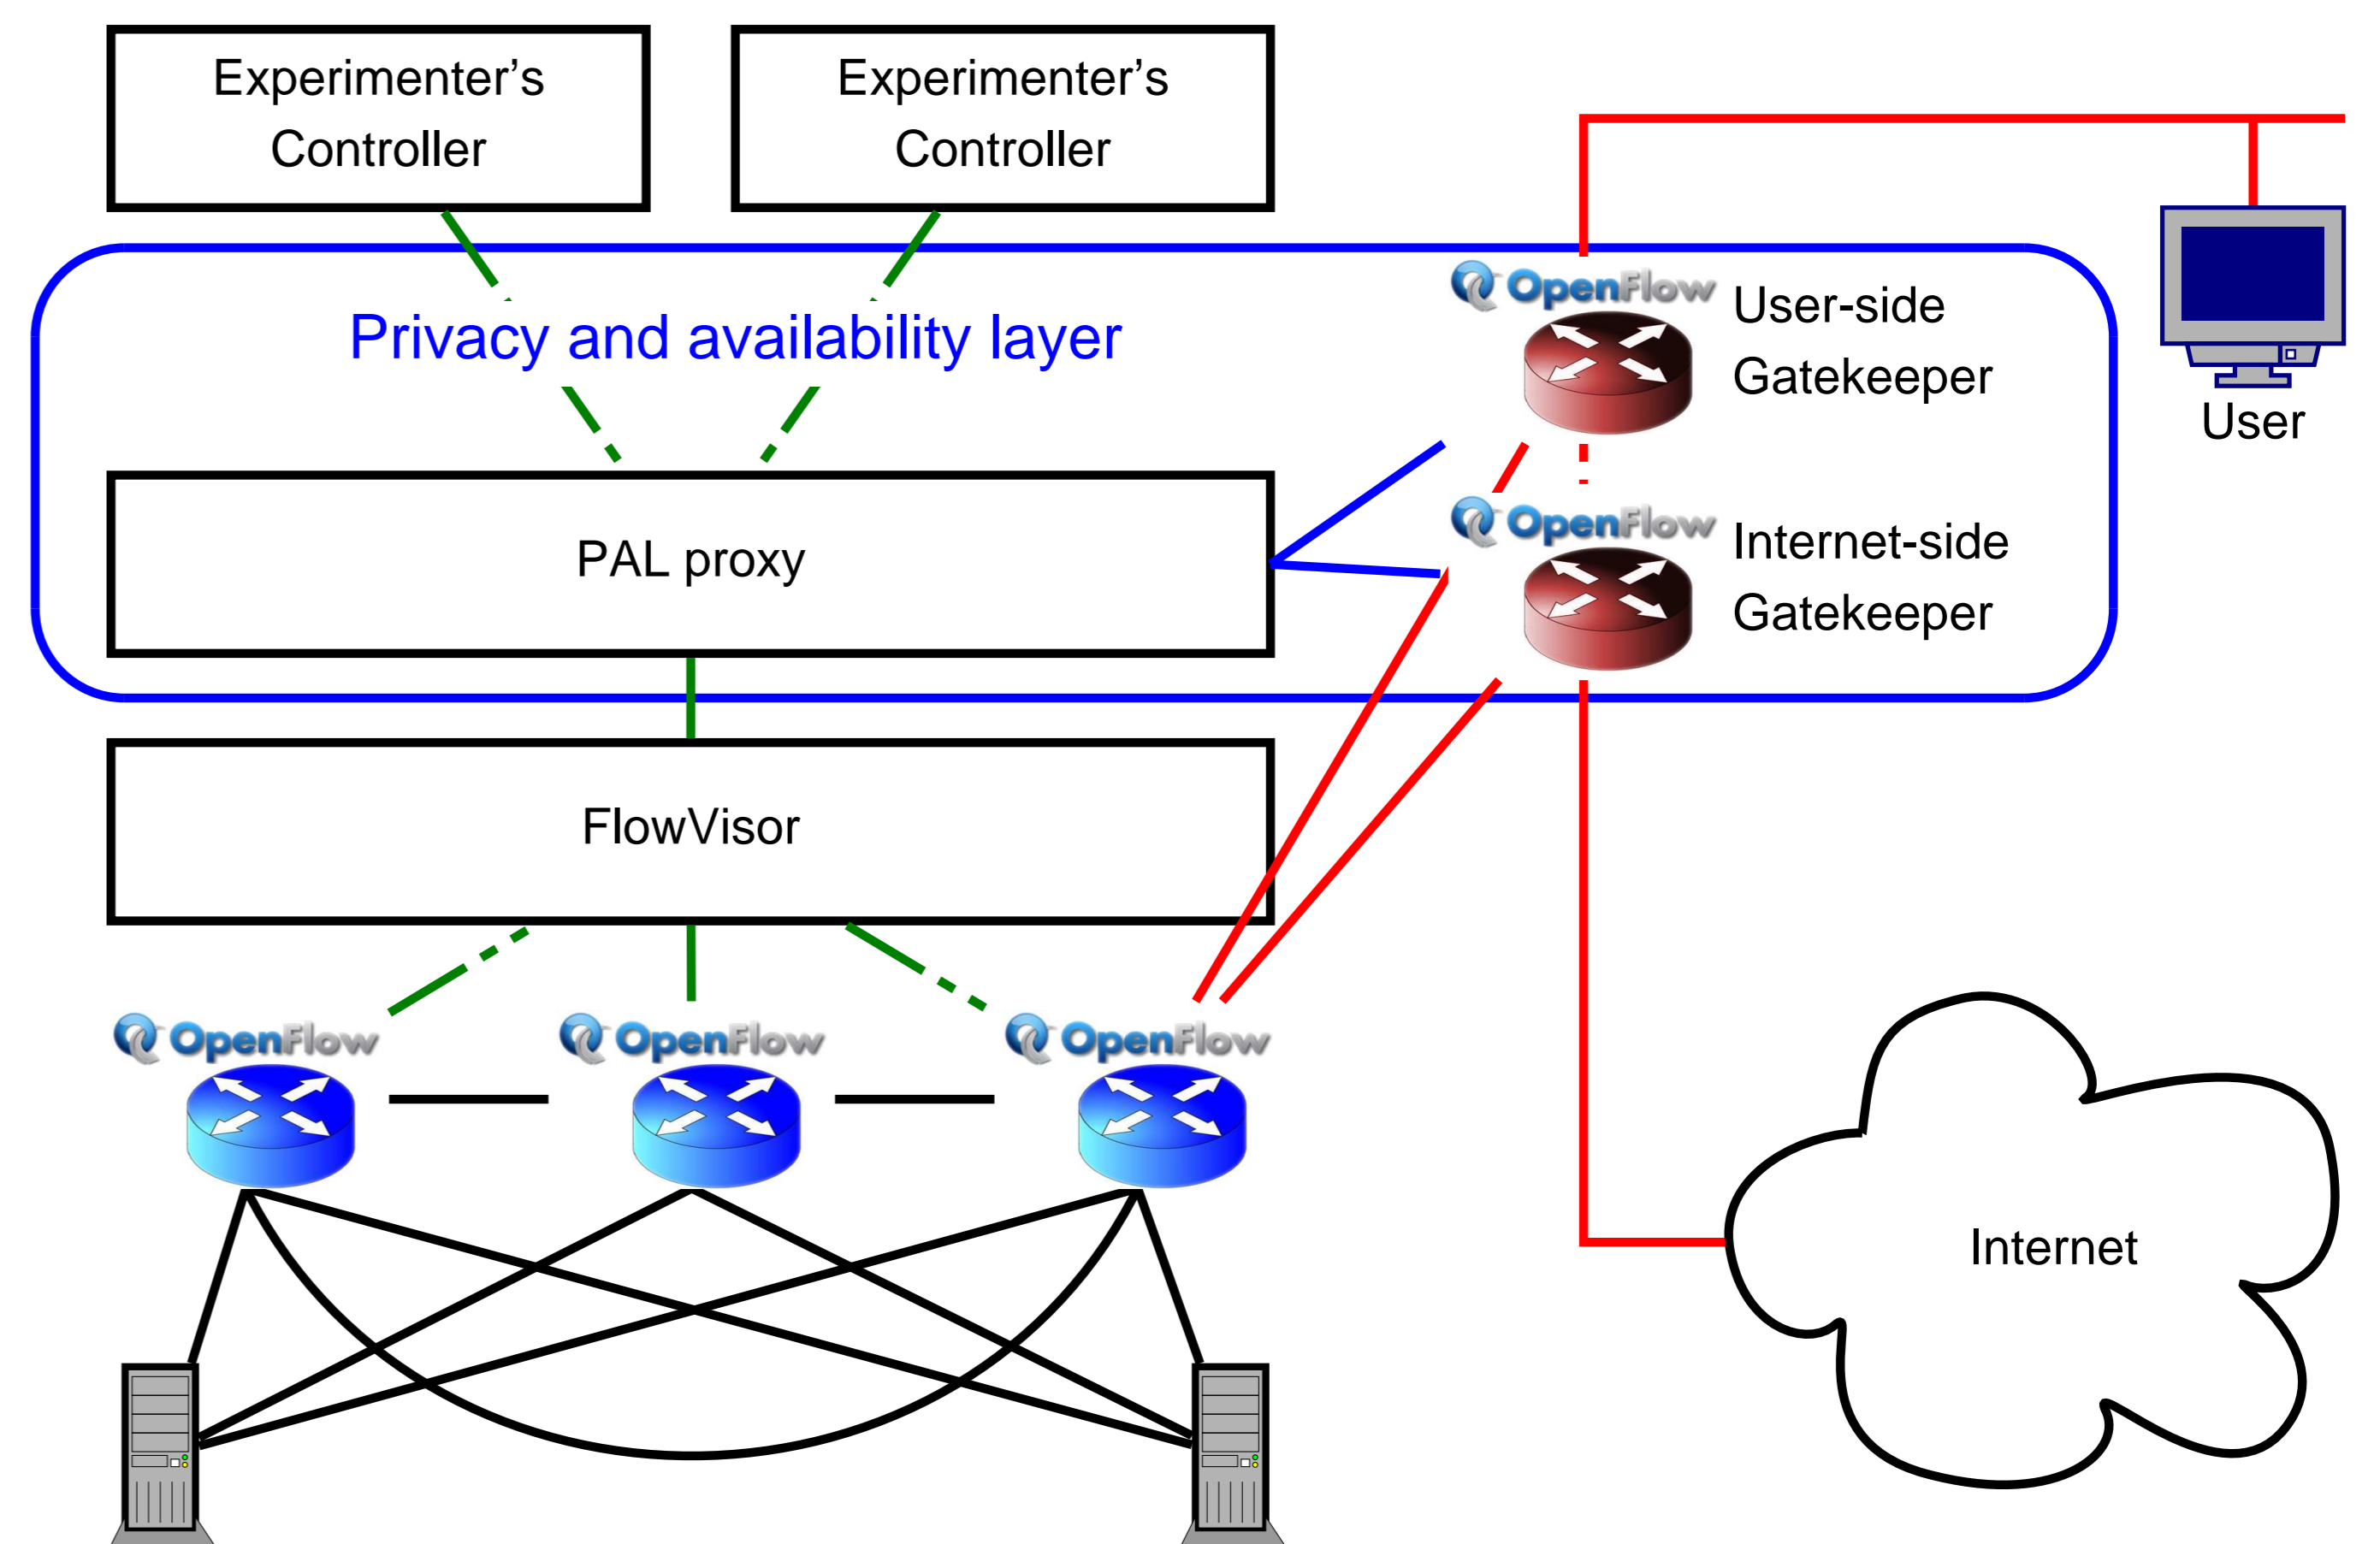 Experimenter's
Controller
Experimenter's
Controller
Privacy and availability layer
OpenFlow
User-side
Gatekeeper
User
PAL proxy
OpenFlow
Internet-side
Gatekeeper
FlowVisor
OpenFlow
OpenFlow
OpenFlow
Internet